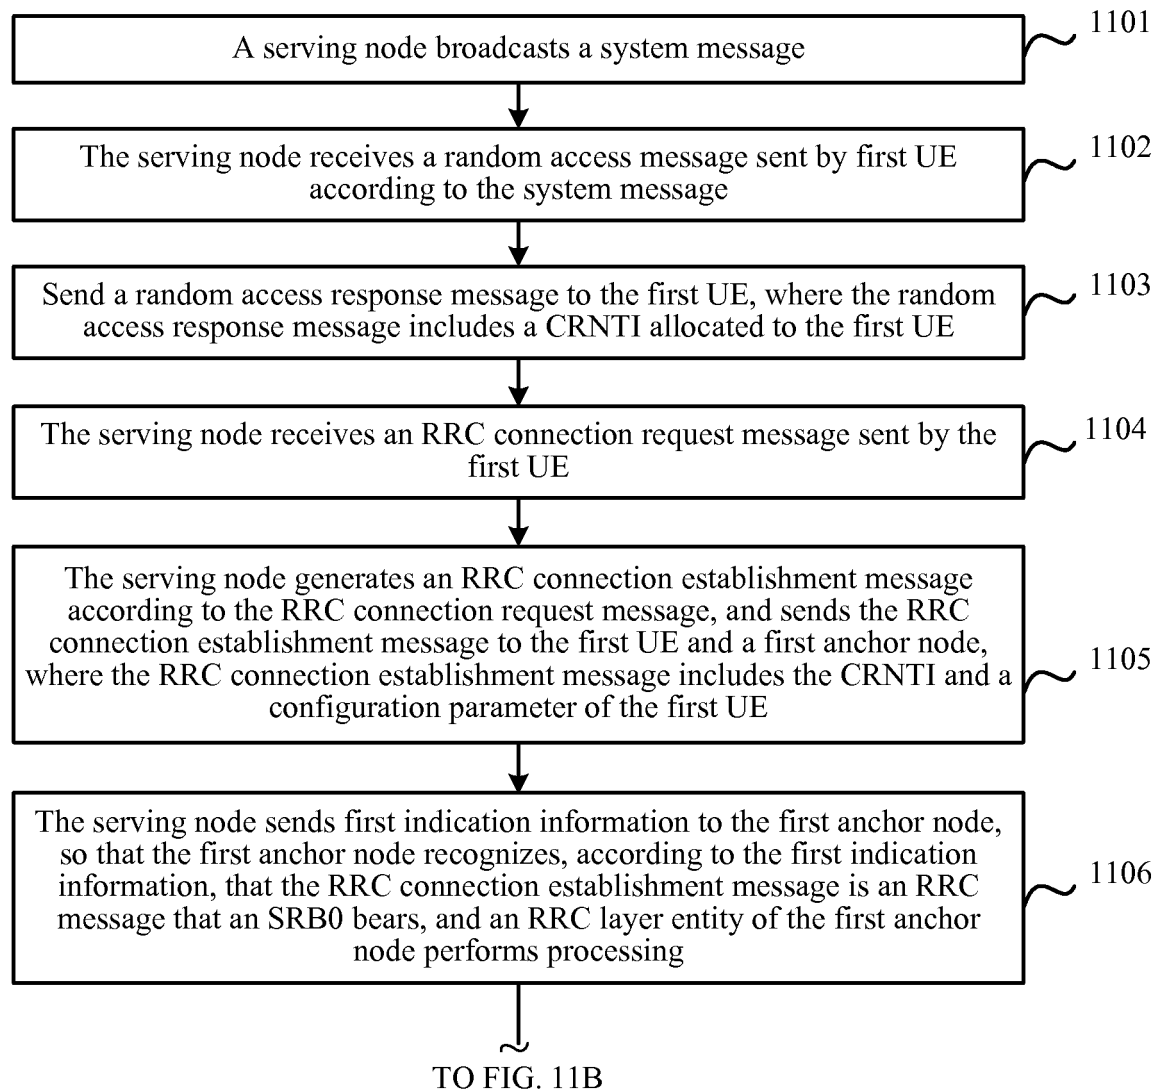 A serving node broadcasts a system message
1101
The serving node receives a random access message sent by first UE
according to the system message
1102
Send a random access response message to the first UE, where the random
access response message includes a CRNTI allocated to the first UE
1103
The serving node receives an RRC connection request message sent by the
first UE
1104
The serving node generates an RRC connection establishment message
according to the RRC connection request message, and sends the RRC
connection establishment message to the first UE and a first anchor node,
where the RRC connection establishment message includes the CRNTI and a
configuration parameter of the first UE
1105
The serving node sends first indication information to the first anchor node,
so that the first anchor node recognizes, according to the first indication
information, that the RRC connection establishment message is an RRC
message that an SRB0 bears, and an RRC layer entity of the first anchor
node performs processing
1106
TO FIG. 11B